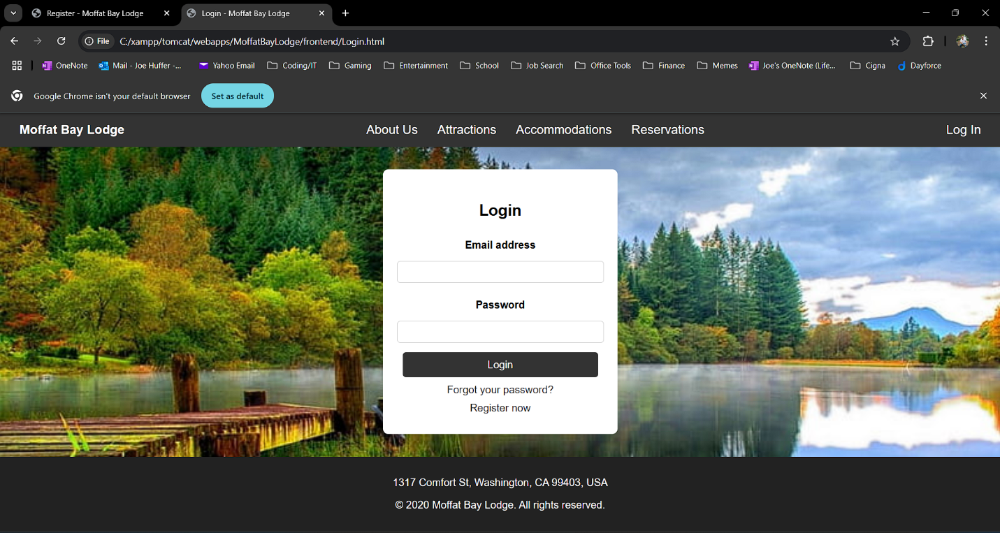 Register - Moffat Bay Lodge
Login - Moffat Bay Lodge
File C:/xampp/tomcat/webapps/MoffatBayLodge/frontend/Login.html
OneNote Mail - Joe Huffer -... Yahoo Email Coding/IT Gaming Entertainment School Job Search Office Tools Finance Memes Joe's OneNote (Life... Cigna Dayforce
Google Chrome isn't your default browser Set as default
Moffat Bay Lodge About Us Attractions Accommodations Reservations Log In
Login
Email address
Password
Login
Forgot your password?
Register now
1317 Comfort St, Washington, CA 99403, USA
© 2020 Moffat Bay Lodge. All rights reserved.